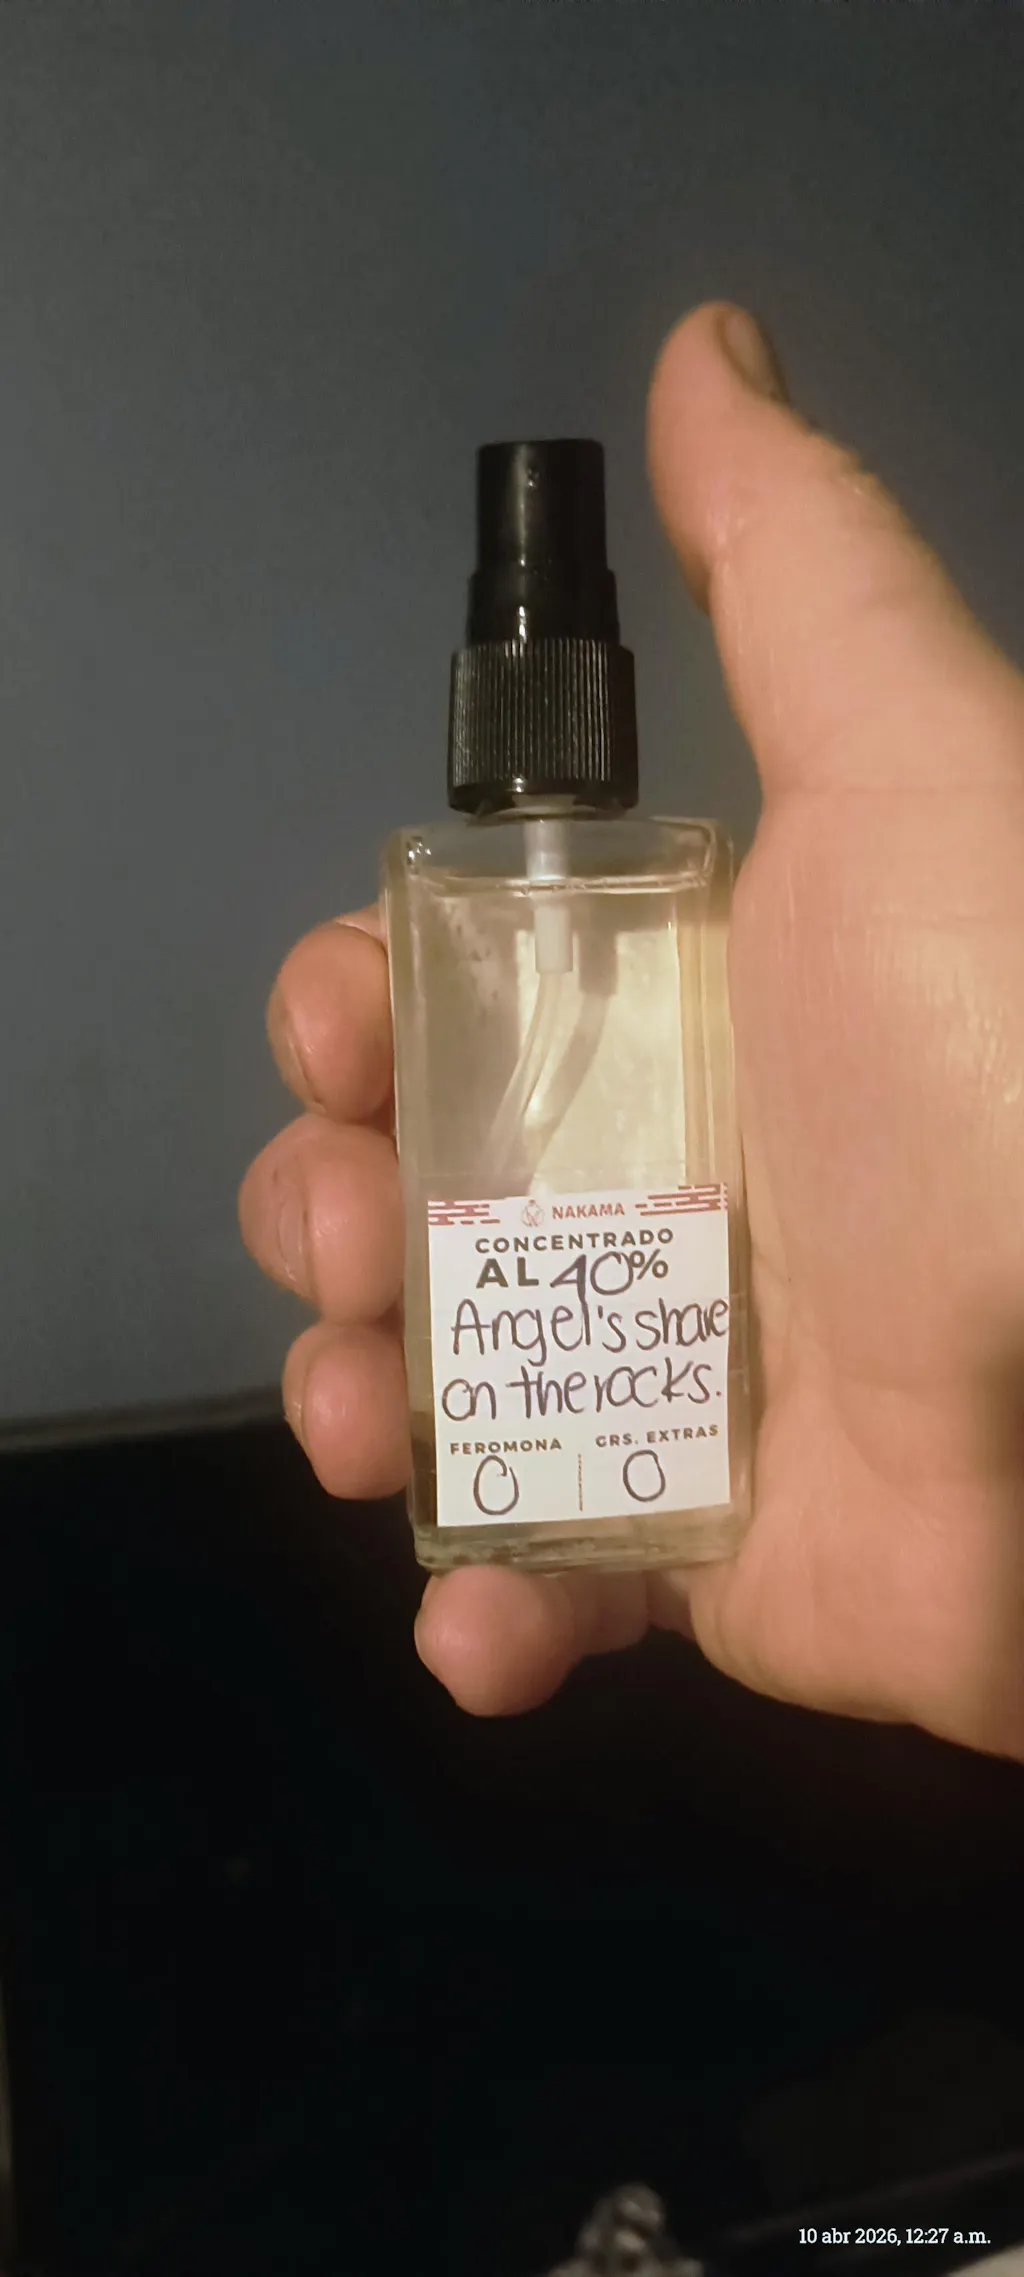 NAKAMA
CONCENTRADO
AL 40%
Angel's share
on the rocks.
FEROMONA GRS. EXTRAS
0 0
10 abr 2026, 12:27 a.m.